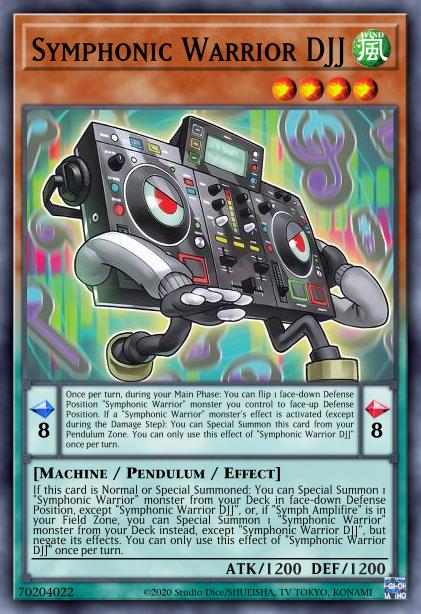 SYMPHONIC WARRIOR DJJ
WIND
風
Once per turn, during your Main Phase: You can flip 1 face-down Defense
Position "Symphonic Warrior" monster you control to face-up Defense
Position. If a "Symphonic Warrior" monster's effect is activated (except
during the Damage Step): You can Special Summon this card from your
Pendulum Zone. You can only use this effect of "Symphonic Warrior DJJ"
once per turn.
8
8
[MACHINE / PENDULUM / EFFECT]
If this card is Normal or Special Summoned: You can Special Summon 1
"Symphonic Warrior" monster from your Deck in face-down Defense
Position, except "Symphonic Warrior DJJ", or, if "Symph Amplifire" is in
your Field Zone, you can Special Summon 1 "Symphonic Warrior"
monster from your Deck instead, except "Symphonic Warrior DJJ", but
negate its effects. You can only use this effect of "Symphonic Warrior
DJJ" once per turn.
ATK/1200 DEF/1200
70204022
©2020 Studio Dice/SHUEISHA, TV TOKYO, KONAMI